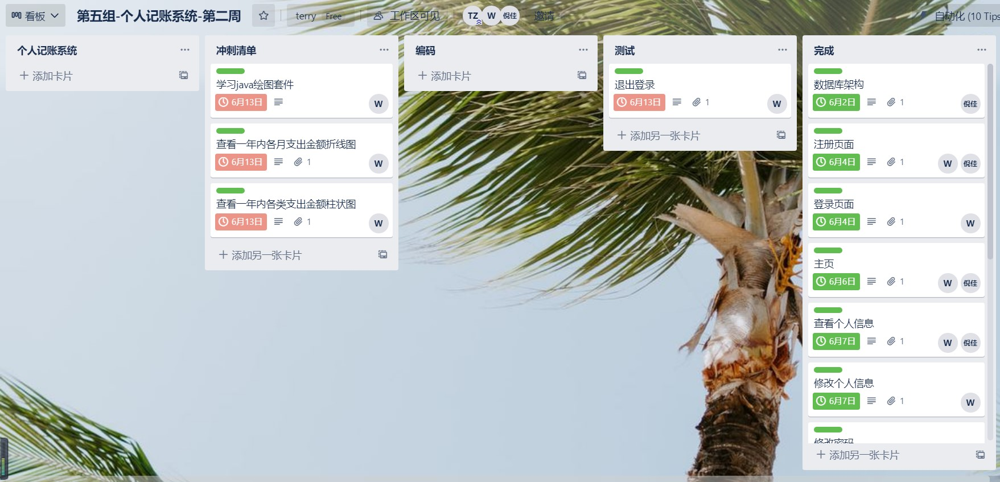 看板
第五组-个人记账系统-第二周
terry Free
工作区可见
TZ W 倪佳
邀请
自动化 (10 Tips
个人记账系统
添加卡片
冲刺清单
学习java绘图套件
6月13日
W
查看一年内各月支出金额折线图
6月13日 1
W
查看一年内各类支出金额柱状图
6月13日 1
W
添加另一张卡片
编码
添加卡片
测试
退出登录
6月13日 1
W
添加另一张卡片
完成
数据库架构
6月2日 1
倪佳
注册页面
6月4日 1
W 倪佳
登录页面
6月4日 1
W
主页
6月6日 1
W 倪佳
查看个人信息
6月7日 1
W 倪佳
修改个人信息
6月7日 1
W
修改密码
添加另一张卡片